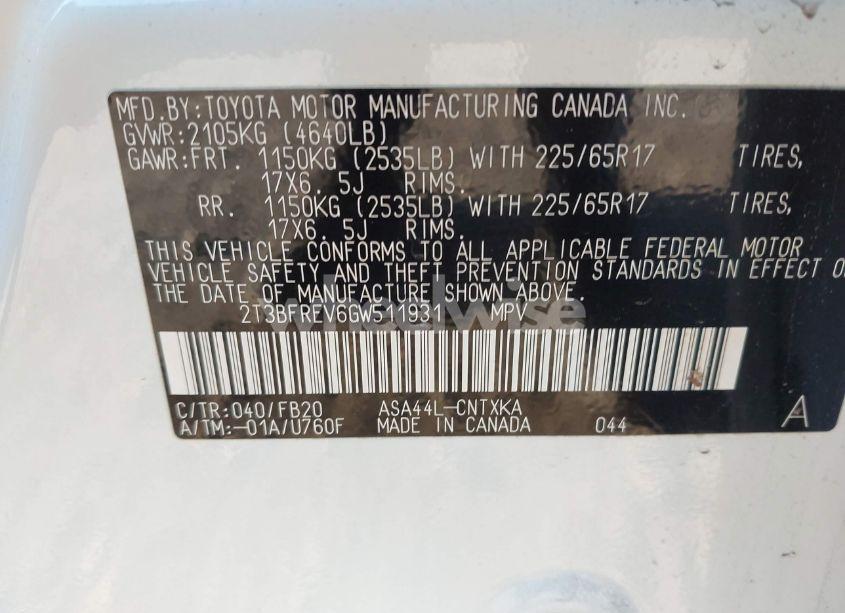 MFD.BY:TOYOTA MOTOR MANUFACTURING CANADA INC.
GVWR:2105KG (4640LB)
GAWR:FRT. 1150KG (2535LB) WITH 225/65R17 TIRES,
17X6. 5J RIMS.
RR. 1150KG (2535LB) WITH 225/65R17 TIRES,
17X6. 5J RIMS.
THIS VEHICLE CONFORMS TO ALL APPLICABLE FEDERAL MOTOR
VEHICLE SAFETY AND THEFT PREVENTION STANDARDS IN EFFECT O
THE DATE OF MANUFACTURE SHOWN ABOVE.
2T3BFREV6GW511931 MPV
wheelwise
C/TR:040/FB20 ASA44L-CNTXKA
A/TM:-01A/U760F MADE IN CANADA 044 A